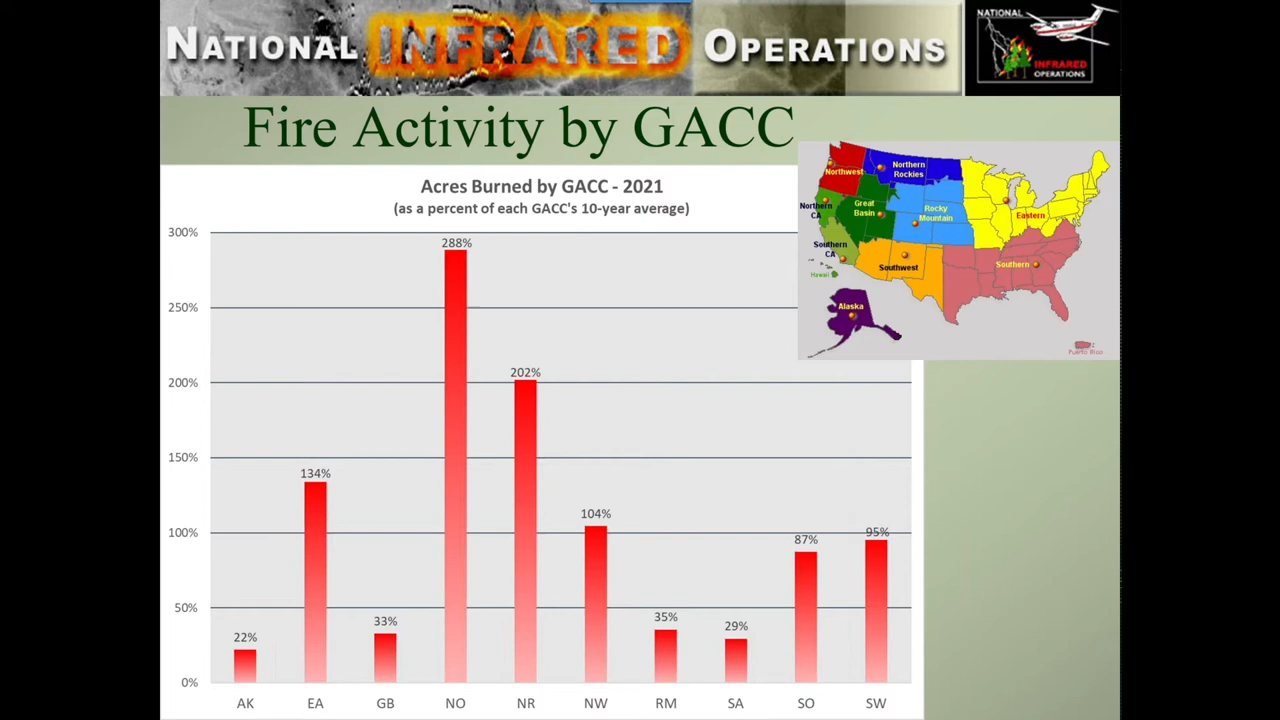 NATIONAL INFRARED OPERATIONS
NATIONAL
INFRARED
OPERATIONS
Fire Activity by GACC
Acres Burned by GACC - 2021
(as a percent of each GACC's 10-year average)
300%
250%
200%
150%
100%
50%
0%
22%
134%
33%
288%
202%
104%
35%
29%
87%
95%
AK EA GB NO NR NW RM SA SO SW
Northwest
Northern
Rockies
Northern
CA
Great
Basin
Rocky
Mountain
Eastern
Southern
CA
Southwest
Southern
Hawaii
Alaska
Puerto Rico